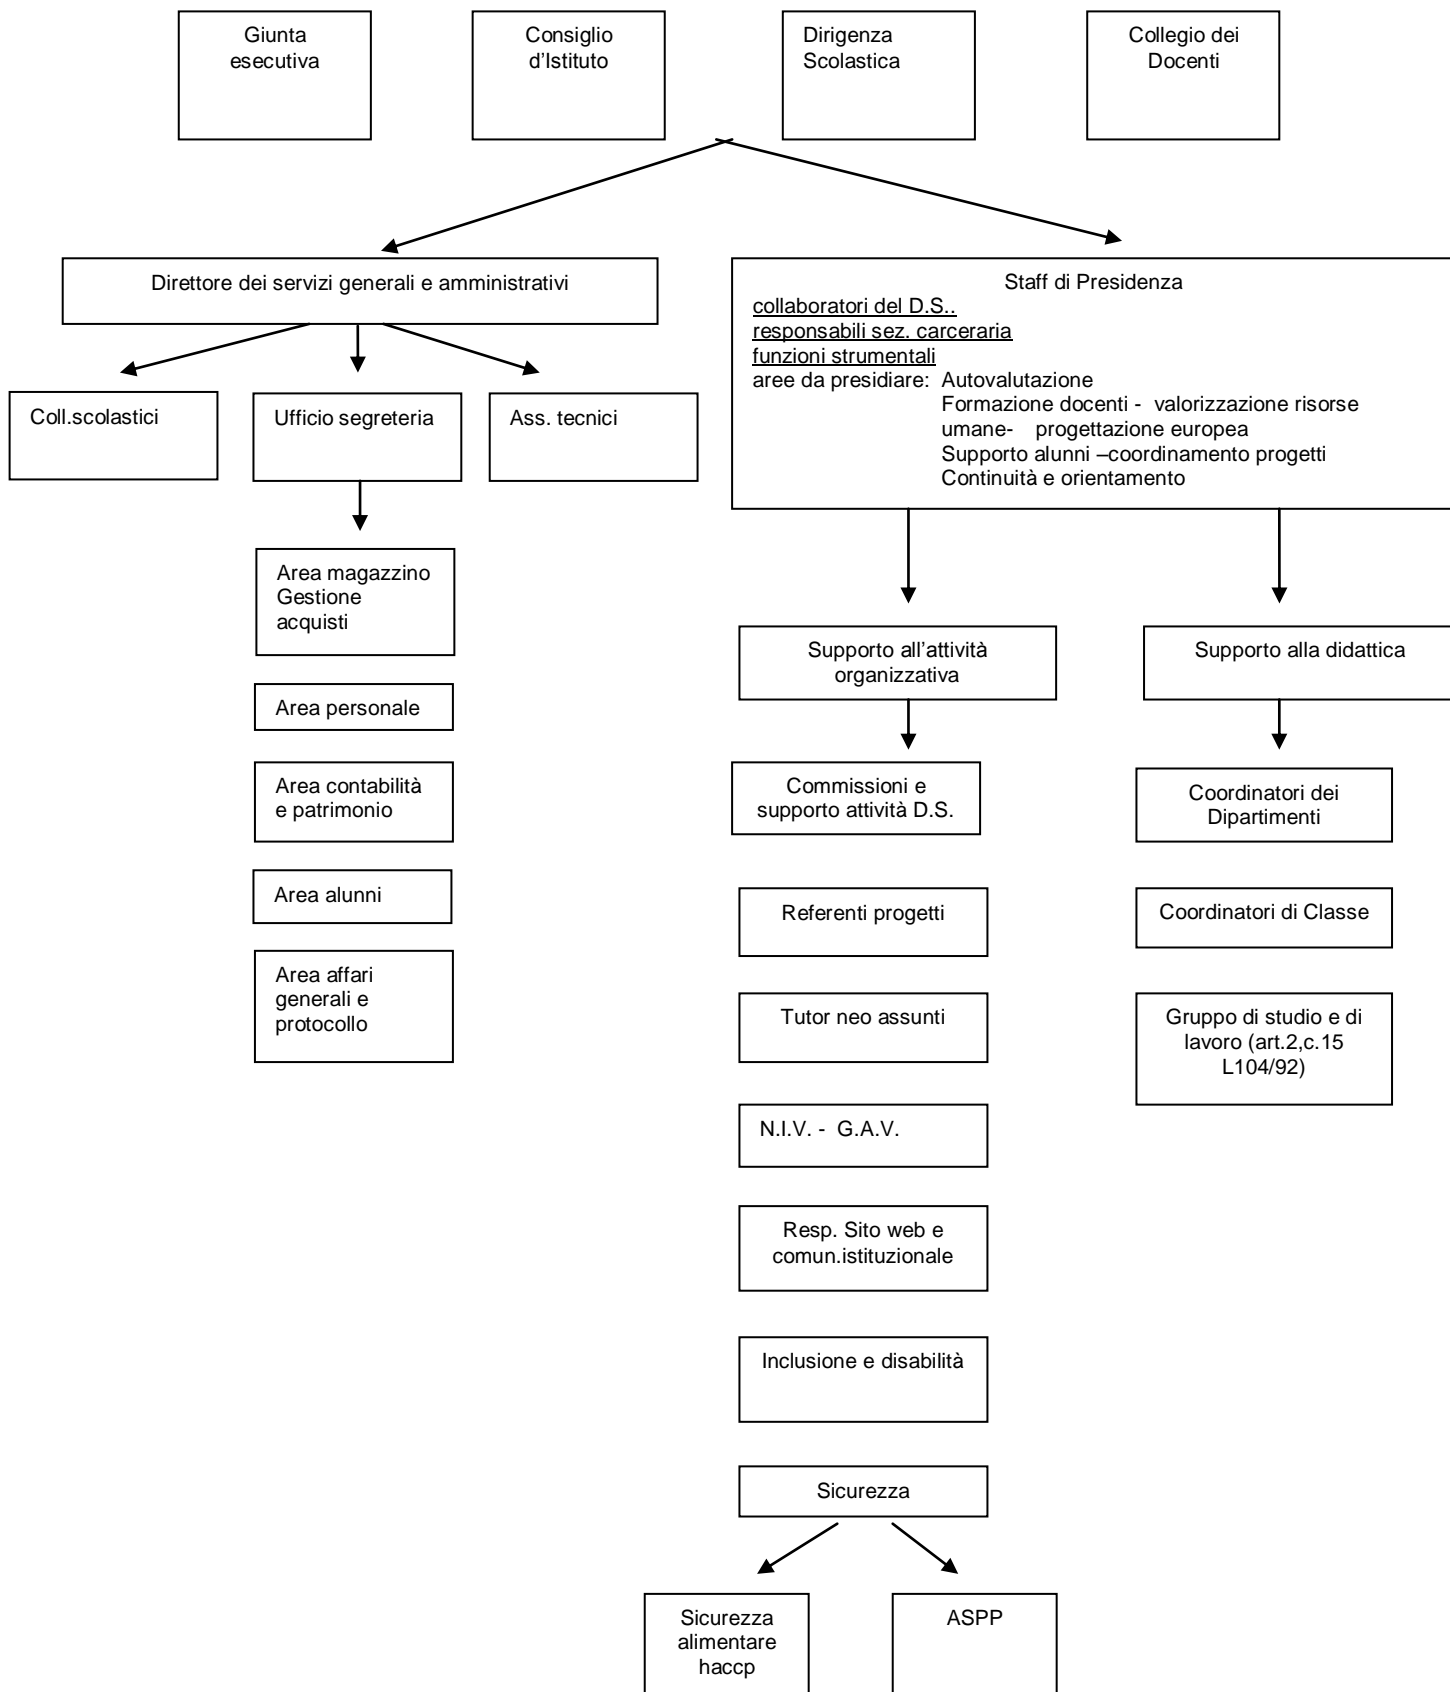 Giunta
esecutiva
Consiglio
d’Istituto
Dirigenza
Scolastica
Collegio dei
Docenti
Direttore dei servizi generali e amministrativi
Staff di Presidenza
collaboratori del D.S..
responsabili sez. carceraria
funzioni strumentali
aree da presidiare: Autovalutazione
Formazione docenti - valorizzazione risorse
umane- progettazione europea
Supporto alunni –coordinamento progetti
Continuità e orientamento
Coll.scolastici
Ufficio segreteria
Ass. tecnici
Area magazzino
Gestione
acquisti
Area personale
Area contabilità
e patrimonio
Area alunni
Area affari
generali e
protocollo
Supporto all’attività
organizzativa
Supporto alla didattica
Commissioni e
supporto attività D.S.
Coordinatori dei
Dipartimenti
Referenti progetti
Coordinatori di Classe
Tutor neo assunti
Gruppo di studio e di
lavoro (art.2,c.15
L104/92)
N.I.V. - G.A.V.
Resp. Sito web e
comun.istituzionale
Inclusione e disabilità
Sicurezza
Sicurezza
alimentare
haccp
ASPP